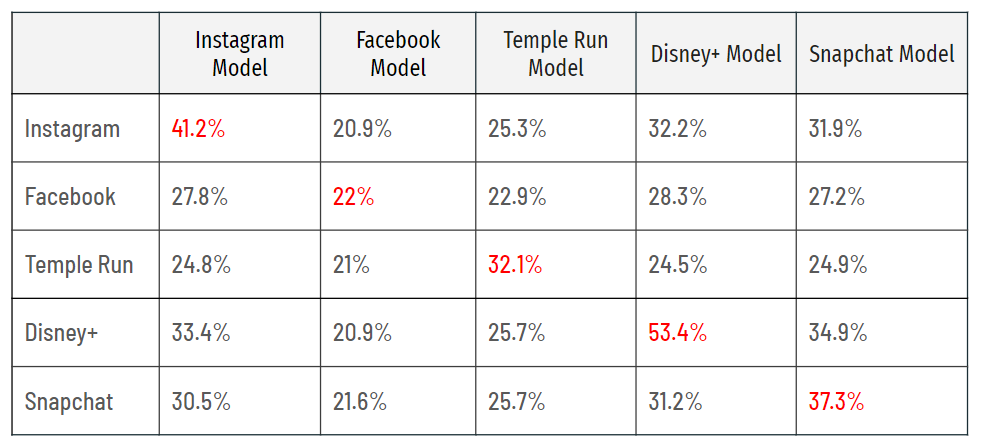 Instagram Model Facebook Model Temple Run Model Disney+ Model Snapchat Model
Instagram 41.2% 20.9% 25.3% 32.2% 31.9%
Facebook 27.8% 22% 22.9% 28.3% 27.2%
Temple Run 24.8% 21% 32.1% 24.5% 24.9%
Disney+ 33.4% 20.9% 25.7% 53.4% 34.9%
Snapchat 30.5% 21.6% 25.7% 31.2% 37.3%